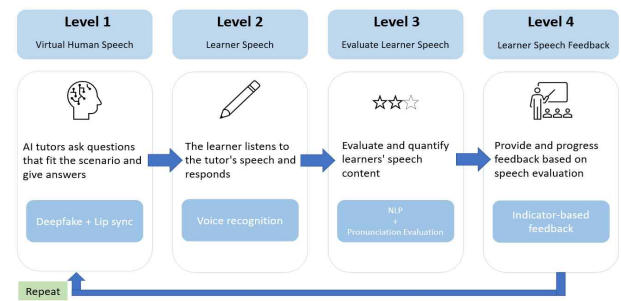 Level 1
Virtual Human Speech
Level 2
Learner Speech
Level 3
Evaluate Learner Speech
Level 4
Learner Speech Feedback
AI tutors ask questions
that fit the scenario and
give answers
Deepfake + Lip sync
The learner listens to
the tutor's speech and
responds
Voice recognition
Evaluate and quantify
learners' speech
content
NLP
+
Pronunciation Evaluation
Provide and progress
feedback based on
speech evaluation
Indicator-based
feedback
Repeat